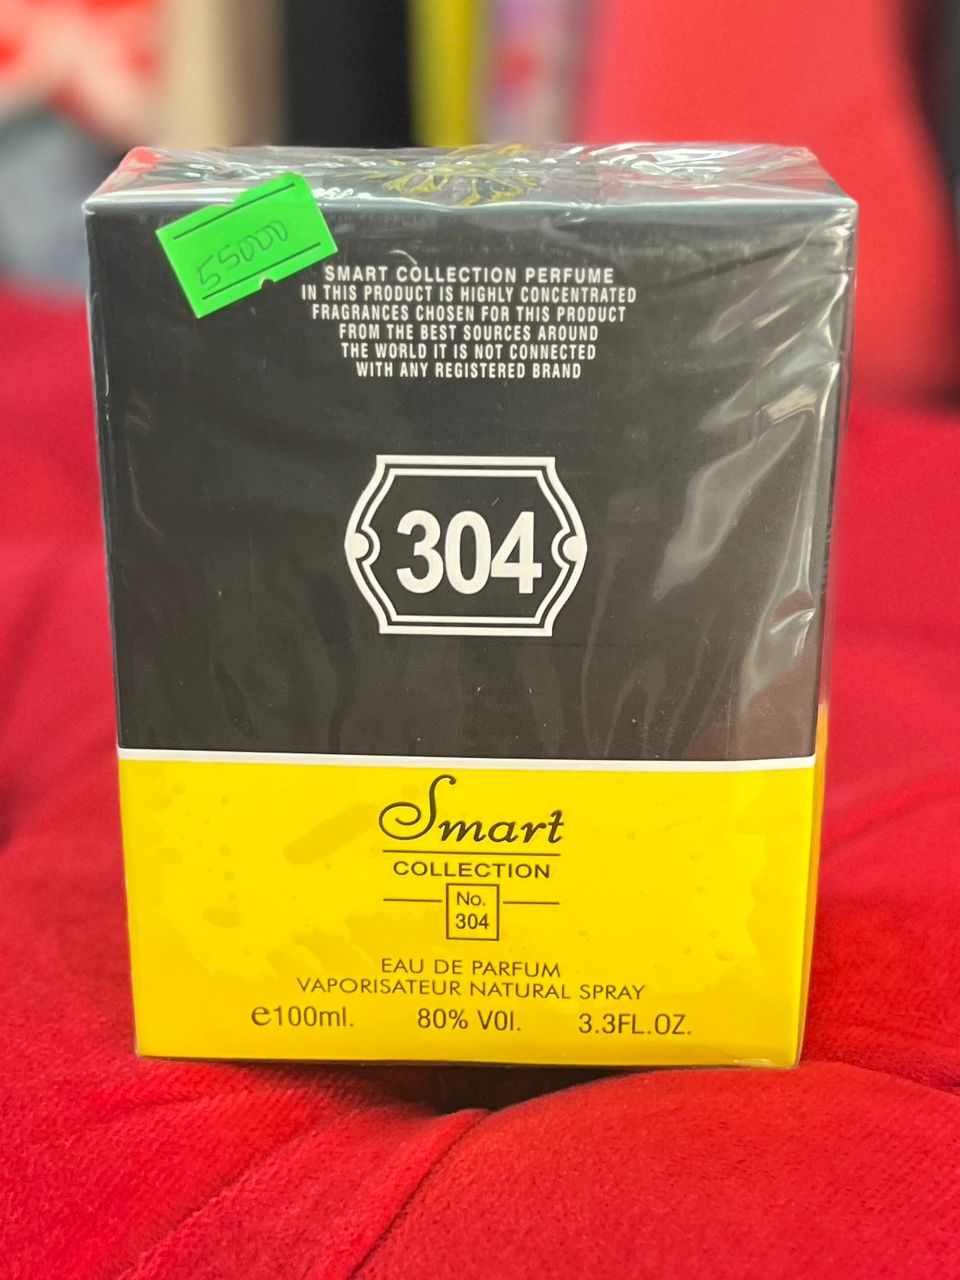 55000
SMART COLLECTION PERFUME
IN THIS PRODUCT IS HIGHLY CONCENTRATED
FRAGRANCES CHOSEN FOR THIS PRODUCT
FROM THE BEST SOURCES AROUND
THE WORLD IT IS NOT CONNECTED
WITH ANY REGISTERED BRAND
304
Smart
COLLECTION
No.
304
EAU DE PARFUM
VAPORISATEUR NATURAL SPRAY
e100ml. 80% VOl. 3.3FL.OZ.